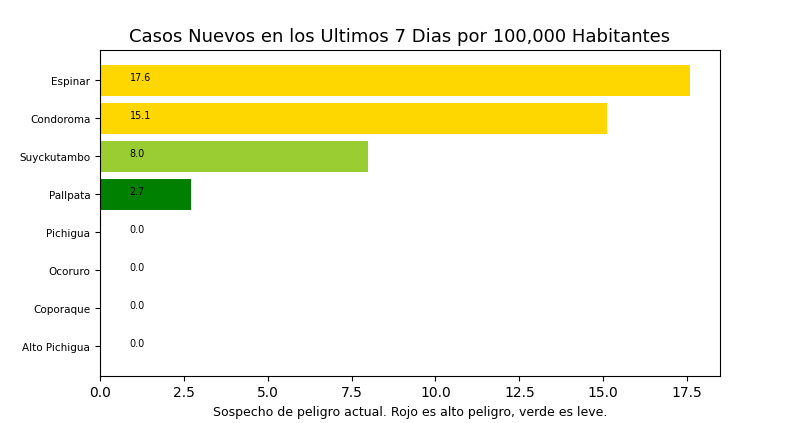 Casos Nuevos en los Ultimos 7 Dias por 100,000 Habitantes
Espinar 17.6
Condoroma 15.1
Suyckutambo 8.0
Pallpata 2.7
Pichigua 0.0
Ocoruro 0.0
Coporaque 0.0
Alto Pichigua 0.0
0.0 2.5 5.0 7.5 10.0 12.5 15.0 17.5
Sospecho de peligro actual. Rojo es alto peligro, verde es leve.